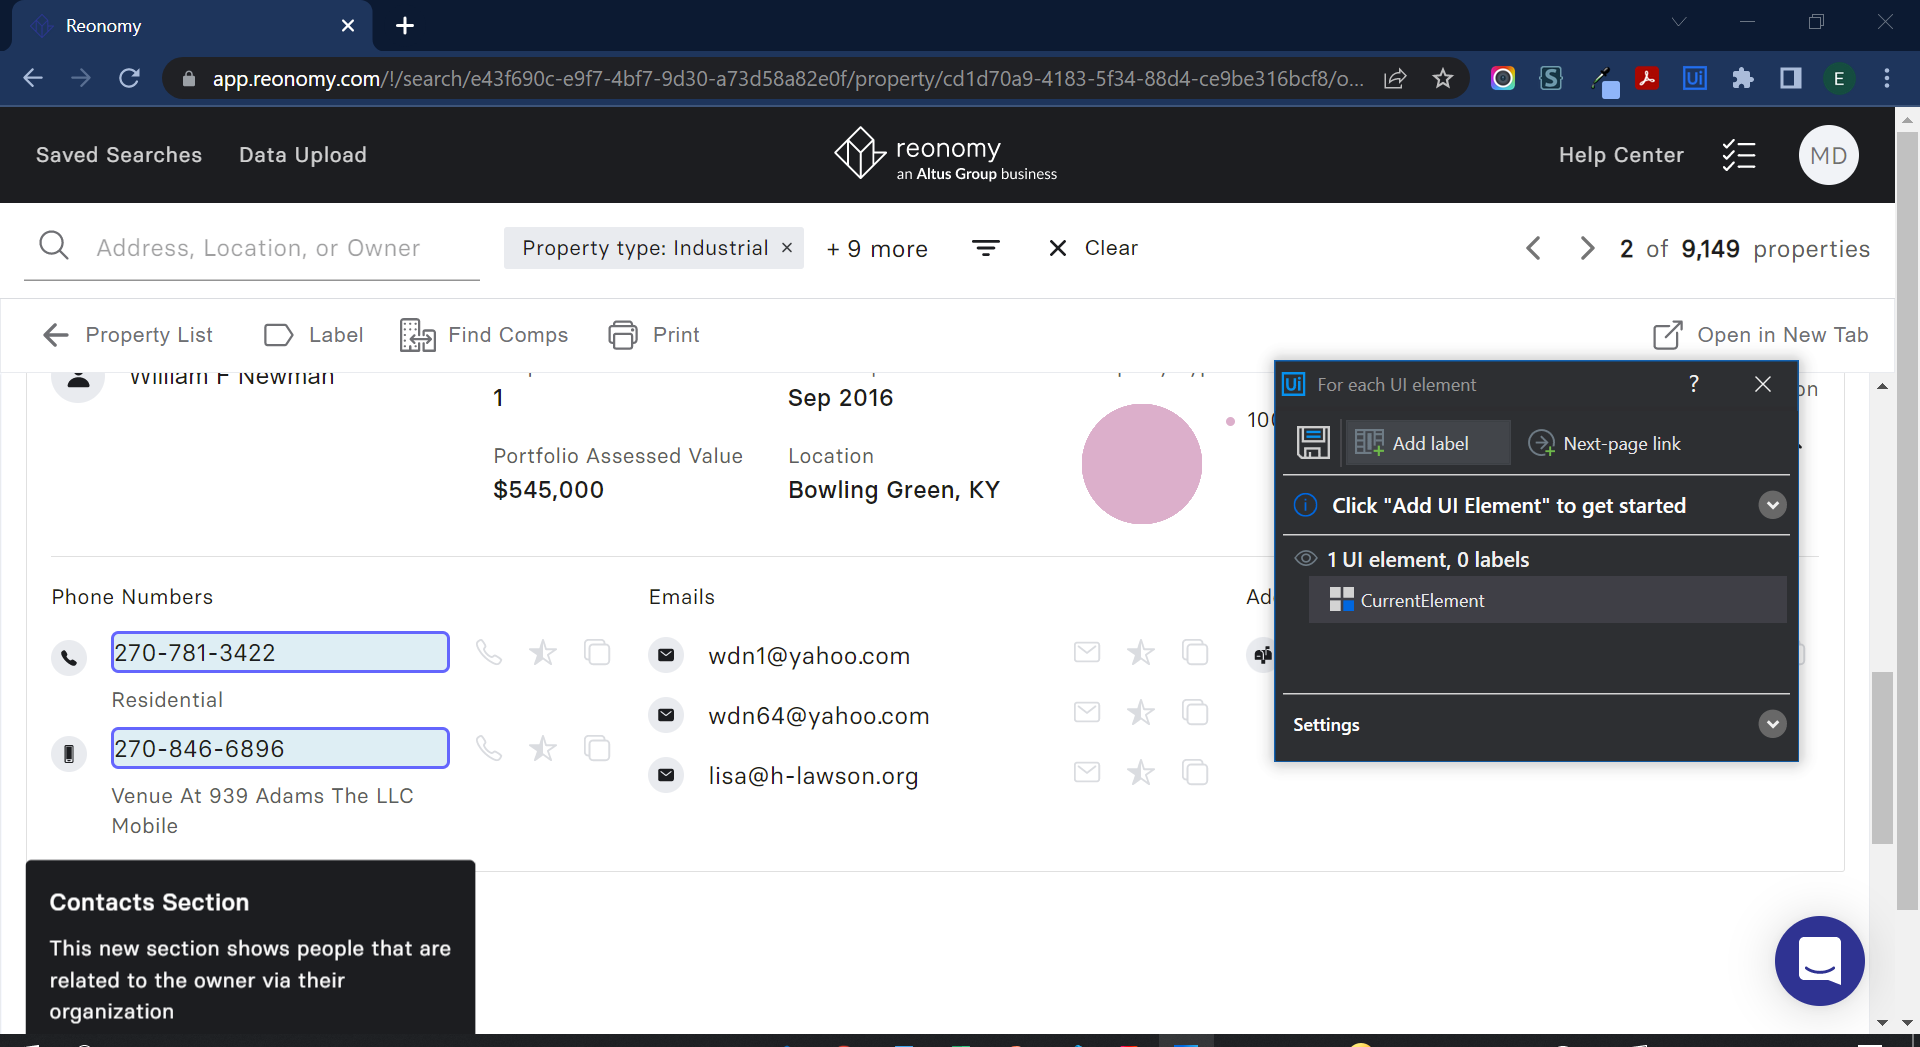 Reonomy
app.reonomy.com/!/search/e43f690c-e9f7-4bf7-9d30-a73d58a82e0f/property/cd1d70a9-4183-5f34-88d4-ce9be316bcf8/o...
E
Saved Searches
Data Upload
reonomy
an Altus Group business
Help Center
MD
Address, Location, or Owner
Property type: Industrial ×
+ 9 more
Clear
2 of 9,149 properties
Property List
Label
Find Comps
Print
Open in New Tab
William F Newman
1
Sep 2016
Portfolio Assessed Value
$545,000
Location
Bowling Green, KY
Ui For each UI element ?
Add label
Next-page link
Click "Add UI Element" to get started
1 UI element, 0 labels
CurrentElement
Settings
Phone Numbers
270-781-3422
Residential
270-846-6896
Venue At 939 Adams The LLC
Mobile
Emails
wdn1@yahoo.com
wdn64@yahoo.com
lisa@h-lawson.org
Contacts Section
This new section shows people that are
related to the owner via their
organization